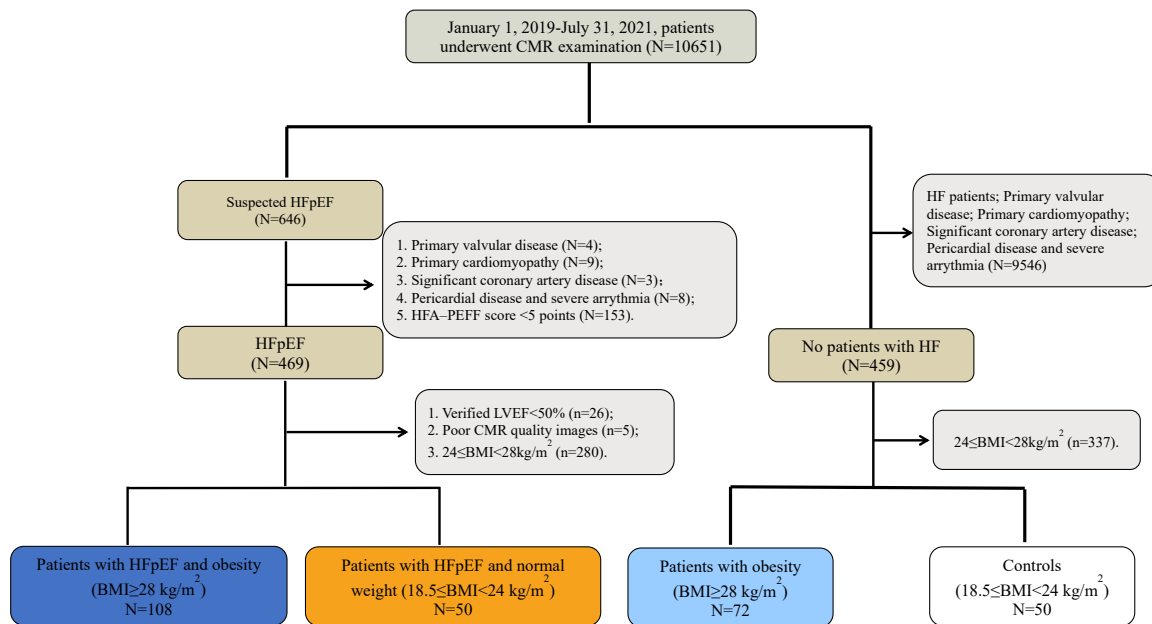 January 1, 2019-July 31, 2021, patients
underwent CMR examination (N=10651)
Suspected HFpEF
(N=646)
HF patients; Primary valvular
disease; Primary cardiomyopathy;
Significant coronary artery disease;
Pericardial disease and severe
arrythmia (N=9546)
1. Primary valvular disease (N=4);
2. Primary cardiomyopathy (N=9);
3. Significant coronary artery disease (N=3);
4. Pericardial disease and severe arrythmia (N=8);
5. HFA–PEFF score <5 points (N=153).
HFpEF
(N=469)
No patients with HF
(N=459)
1. Verified LVEF<50% (n=26);
2. Poor CMR quality images (n=5);
3. 24≤BMI<28kg/m² (n=280).
24≤BMI<28kg/m² (n=337).
Patients with HFpEF and obesity
(BMI≥28 kg/m²)
N=108
Patients with HFpEF and normal
weight (18.5≤BMI<24 kg/m²)
N=50
Patients with obesity
(BMI≥28 kg/m²)
N=72
Controls
(18.5≤BMI<24 kg/m²)
N=50